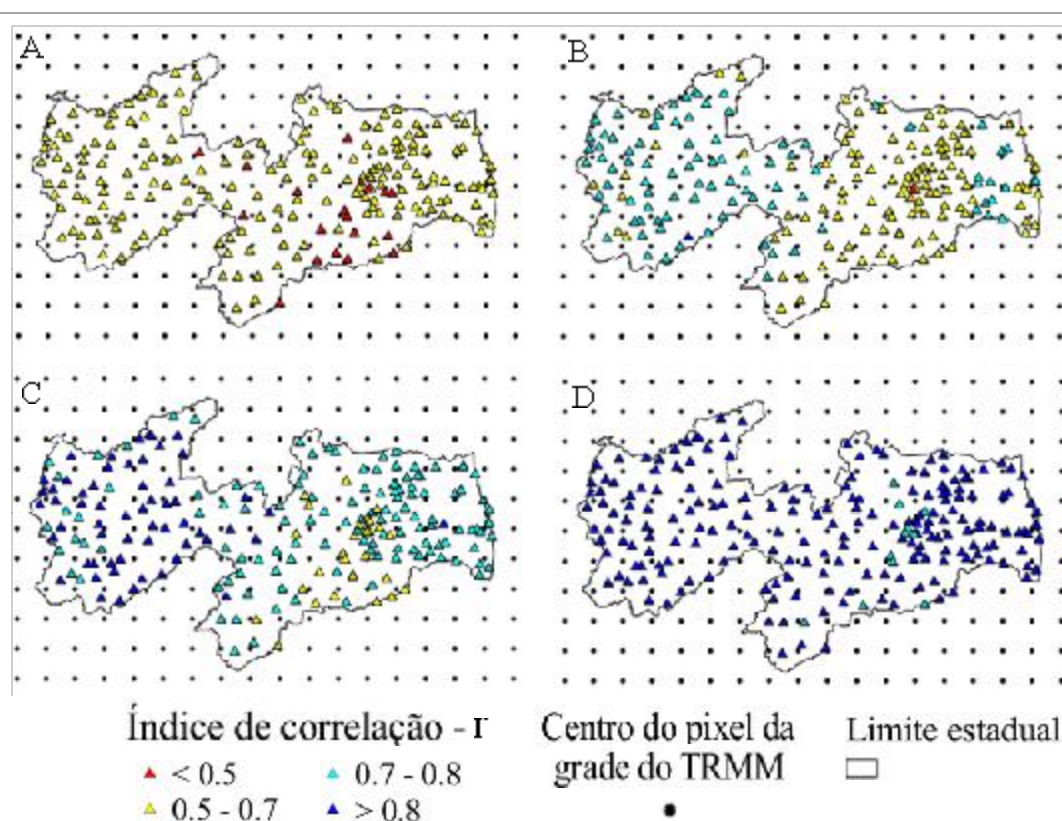 A
B
C
D
Índice de correlação - r
< 0.5
0.7 - 0.8
0.5 - 0.7
> 0.8
Centro do pixel da
grade do TRMM
Limite estadual